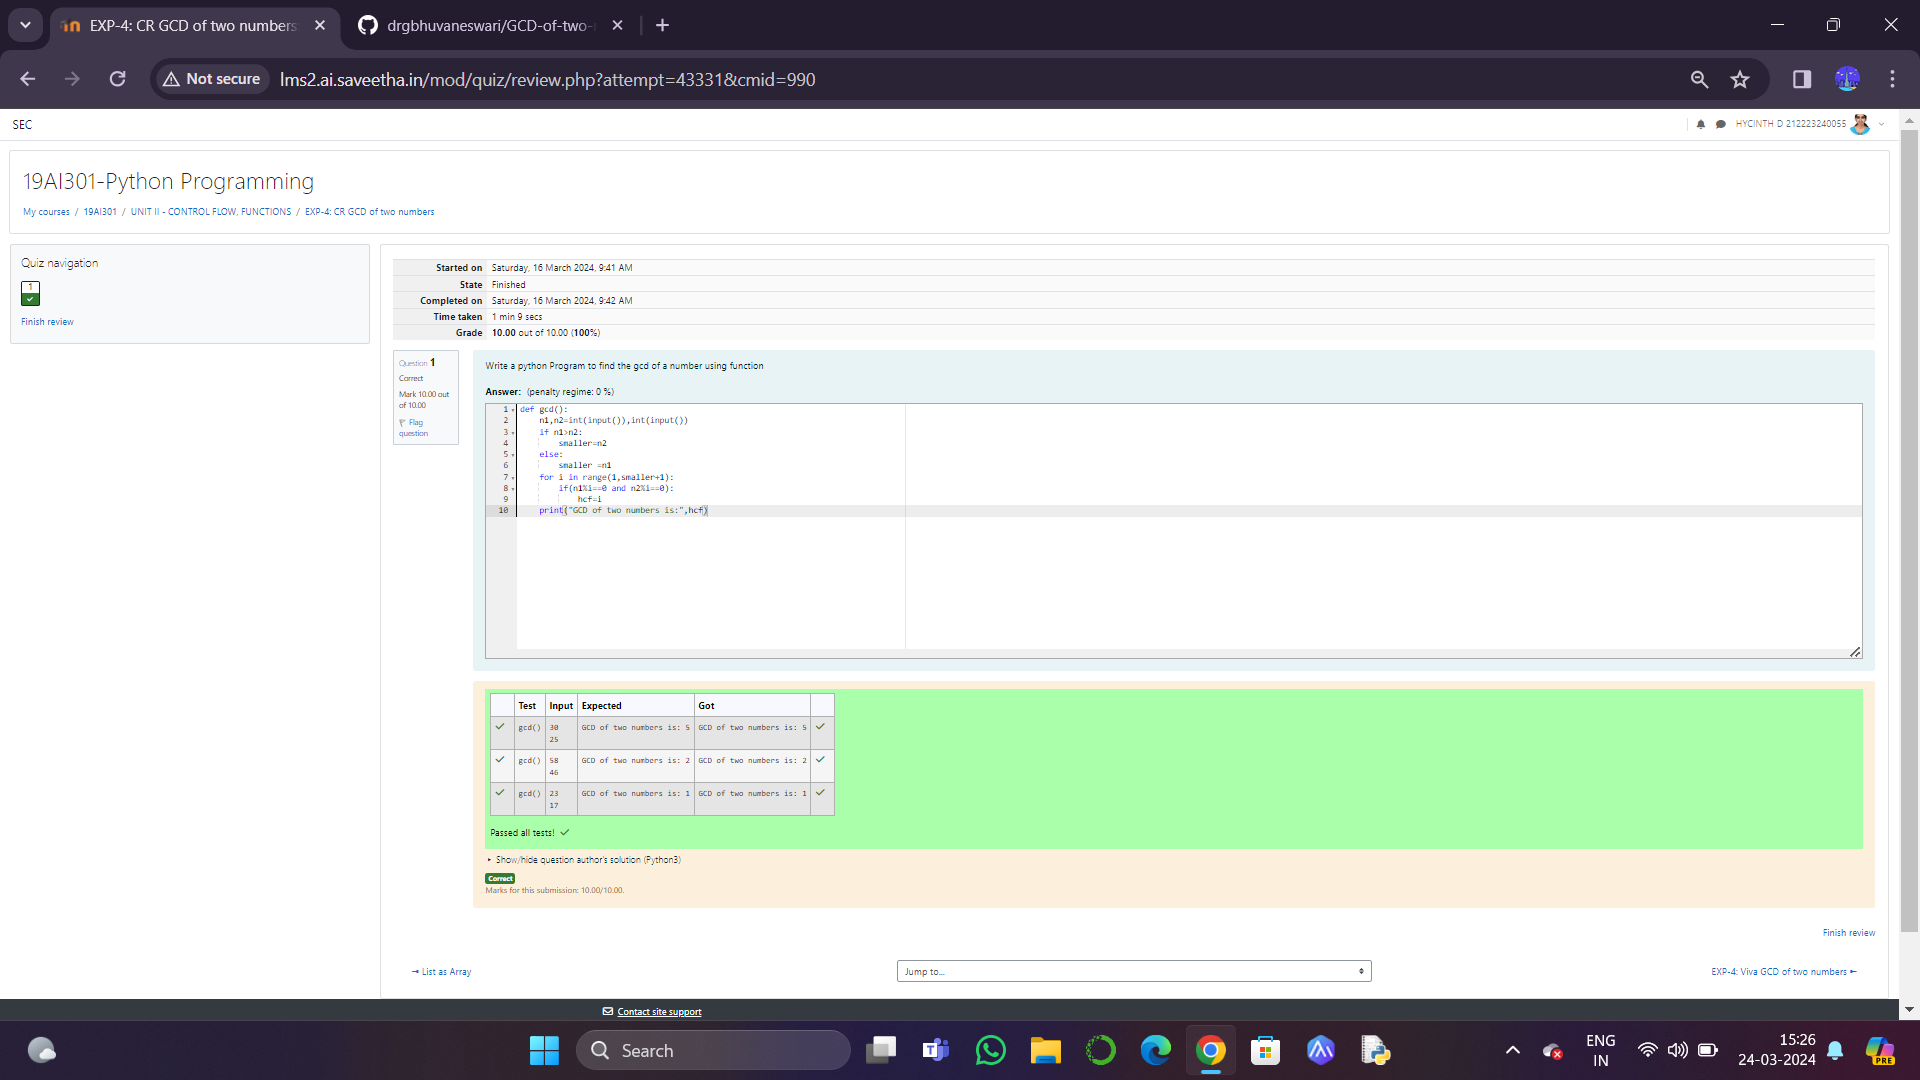 EXP-4: CR GCD of two numbers
drgbhuvaneswari/GCD-of-two-
Not secure
lms2.ai.saveetha.in/mod/quiz/review.php?attempt=43331&cmid=990
SEC
HYCINTH D 212223240055
19AI301-Python Programming
My courses / 19AI301 / UNIT II - CONTROL FLOW, FUNCTIONS / EXP-4: CR GCD of two numbers
Quiz navigation
1
Finish review
Started on Saturday, 16 March 2024, 9:41 AM
State Finished
Completed on Saturday, 16 March 2024, 9:42 AM
Time taken 1 min 9 secs
Grade 10.00 out of 10.00 (100%)
Question 1
Correct
Mark 10.00 out
of 10.00
Flag
question
Write a python Program to find the gcd of a number using function
Answer: (penalty regime: 0 %)
1 def gcd():
2 n1,n2=int(input()),int(input())
3 if n1>n2:
4 smaller=n2
5 else:
6 smaller =n1
7 for i in range(1,smaller+1):
8 if(n1%i==0 and n2%i==0):
9 hcf=i
10 print("GCD of two numbers is:",hcf)
Test Input Expected Got
gcd() 30 GCD of two numbers is: 5 GCD of two numbers is: 5
25
gcd() 58 GCD of two numbers is: 2 GCD of two numbers is: 2
46
gcd() 23 GCD of two numbers is: 1 GCD of two numbers is: 1
17
Passed all tests!
Show/hide question author's solution (Python3)
Correct
Marks for this submission: 10.00/10.00.
Finish review
List as Array
Jump to...
EXP-4: Viva GCD of two numbers
Contact site support
Search
ENG
IN
15:26
24-03-2024
PRE